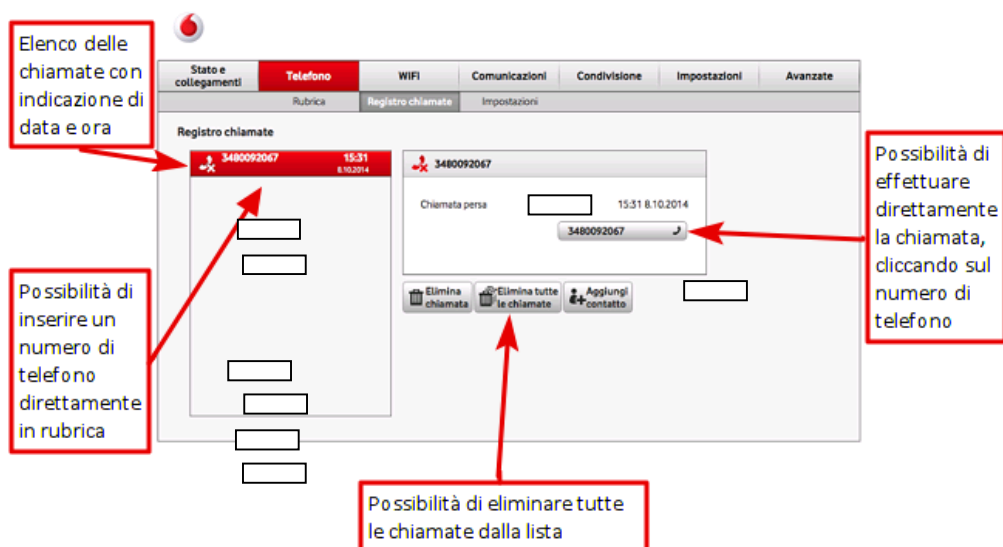 Elenco delle
chiamate con
indicazione di
data e ora
Stato e
collegamenti
Telefono
WIFI
Comunicazioni
Condivisione
Impostazioni
Avanzate
Rubrica
Registro chiamate
Impostazioni
Registro chiamate
3480092067
15:31
8.10.2014
3480092067
Chiamata persa
15:31 8.10.2014
3480092067
Elimina
chiamata
Elimina tutte
le chiamate
Aggiungi
contatto
Possibilità di
effettuare
direttamente
la chiamata,
cliccando sul
numero di
telefono
Possibilità di
inserire un
numero di
telefono
direttamente
in rubrica
Possibilità di eliminare tutte
le chiamate dalla lista